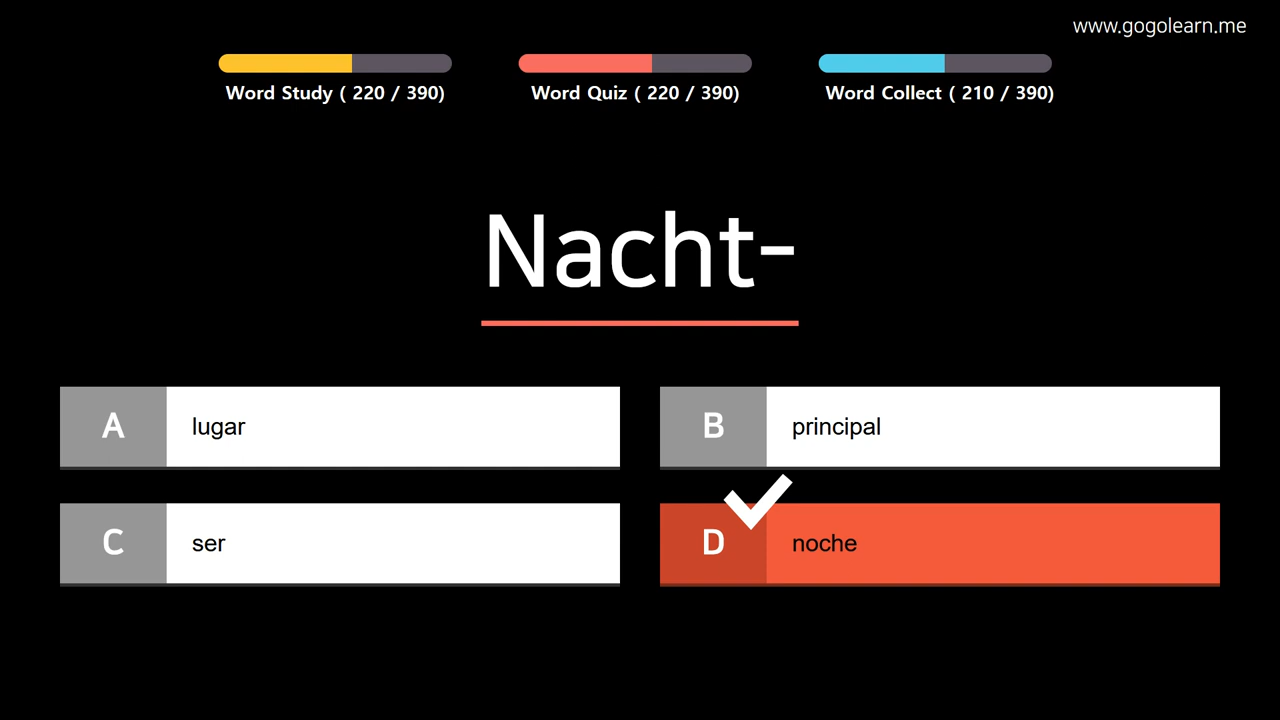 www.gogolearn.me
Word Study ( 220 / 390)
Word Quiz ( 220 / 390)
Word Collect ( 210 / 390)
Nacht-
A
lugar
B
principal
C
ser
D
noche